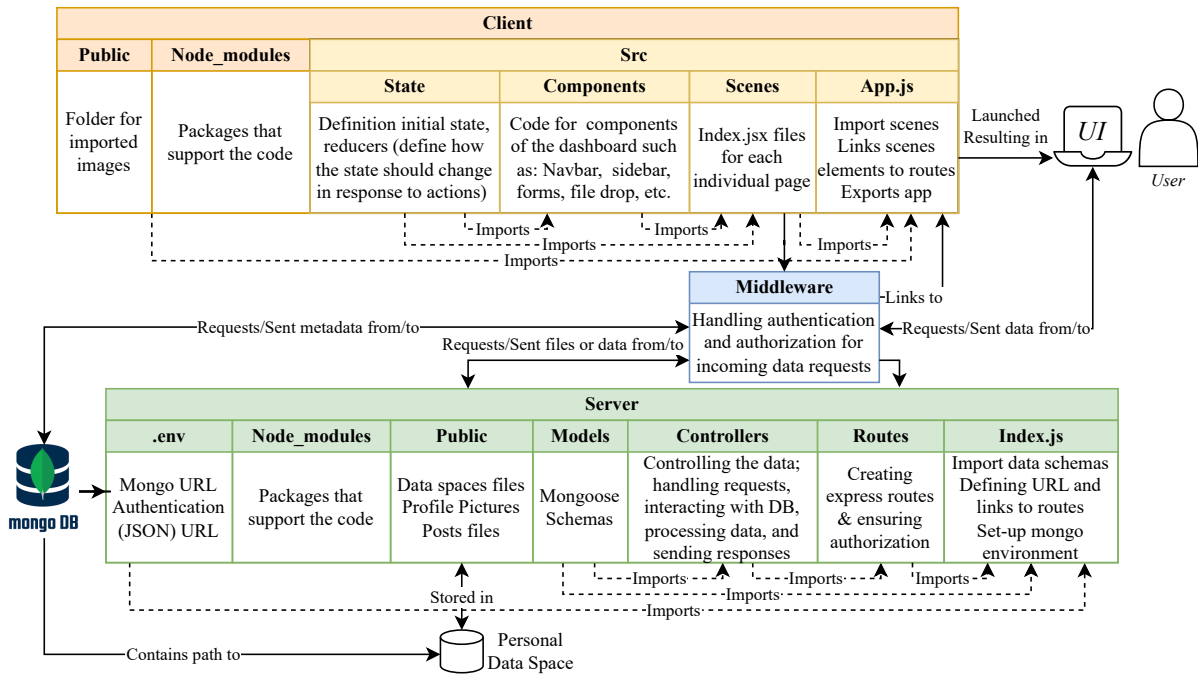 Client
Public
Node_modules
Src
State
Components
Scenes
App.js
Folder for
imported
images
Packages that
support the code
Definition initial state,
reducers (define how
the state should change
in response to actions)
Code for components
of the dashboard such
as: Navbar, sidebar,
forms, file drop, etc.
Index.jsx files
for each
individual page
Import scenes
Links scenes
elements to routes
Exports app
Launched
Resulting in
UI
User
Imports
Imports
Imports
Imports
Imports
Middleware
Handling authentication
and authorization for
incoming data requests
Links to
Requests/Sent metadata from/to
Requests/Sent files or data from/to
Requests/Sent data from/to
Server
.env
Node_modules
Public
Models
Controllers
Routes
Index.js
Mongo URL
Authentication
(JSON) URL
Packages that
support the code
Data spaces files
Profile Pictures
Posts files
Mongoose
Schemas
Controlling the data;
handling requests,
interacting with DB,
processing data, and
sending responses
Creating
express routes
& ensuring
authorization
Import data schemas
Defining URL and
links to routes
Set-up mongo
environment
mongo DB
Imports
Imports
Imports
Imports
Imports
Stored in
Contains path to
Personal
Data Space